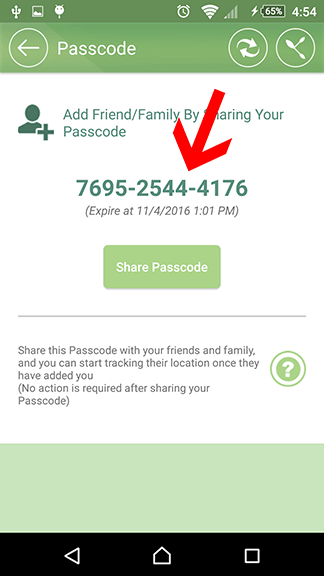 65% 4:54
Passcode
Add Friend/Family By Sharing Your
Passcode
7695-2544-4176
(Expire at 11/4/2016 1:01 PM)
Share Passcode
Share this Passcode with your friends and family,
and you can start tracking their location once they
have added you
(No action is required after sharing your
Passcode)
?